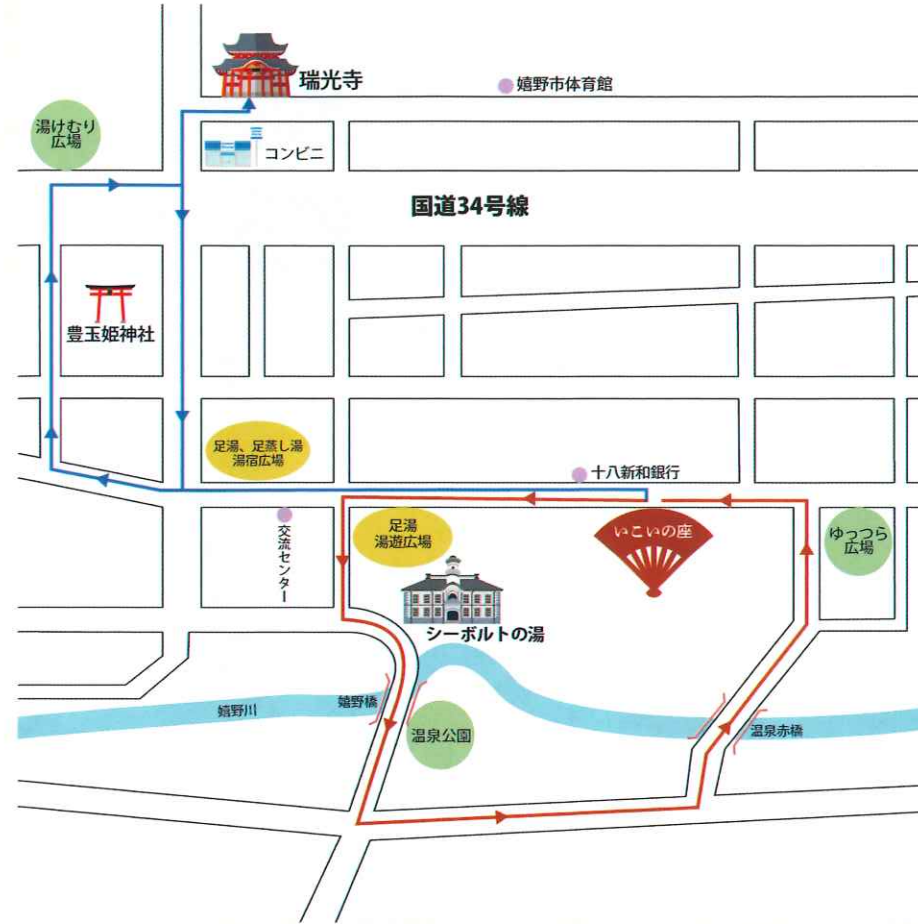 瑞光寺
嬉野市体育館
湯けむり
広場
コンビニ
国道34号線
豊玉姫神社
足湯、足蒸し湯
湯宿広場
十八新和銀行
交流センター
足湯
湯遊広場
いこいの座
ゆっつら
広場
シーボルトの湯
嬉野川
嬉野橋
温泉公園
温泉赤橋